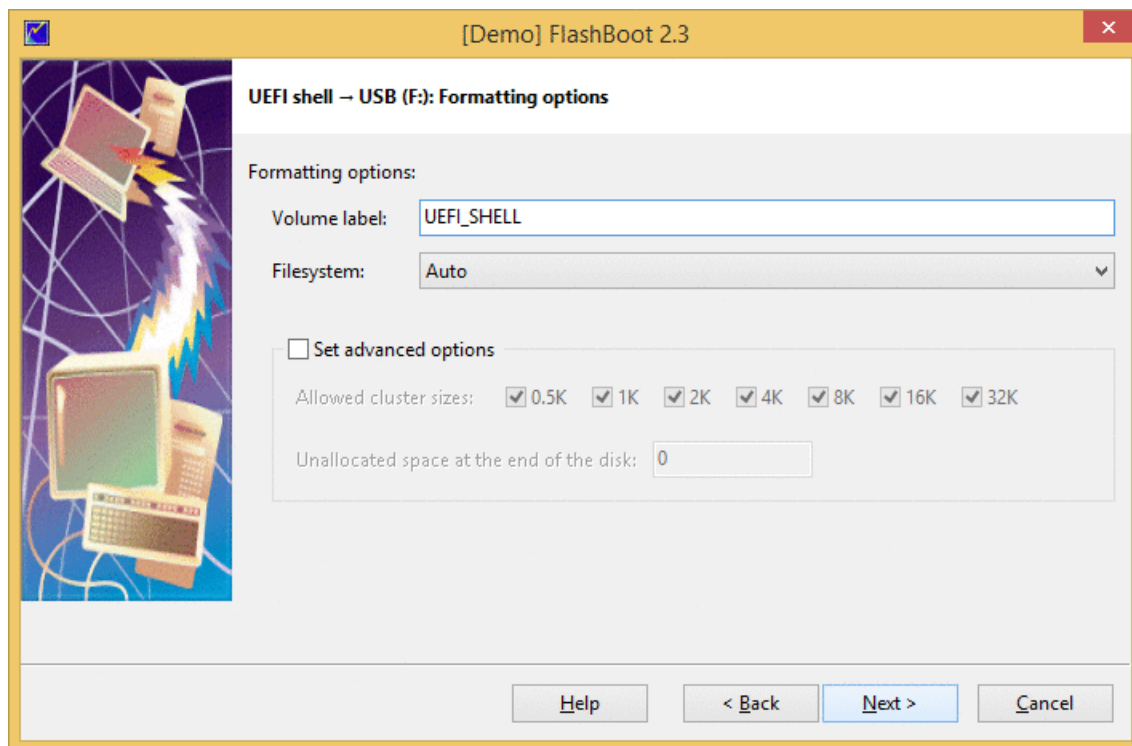 [Demo] FlashBoot 2.3
UEFI shell → USB (F:): Formatting options
Formatting options:
Volume label: UEFI_SHELL
Filesystem: Auto
Set advanced options
Allowed cluster sizes: 0.5K 1K 2K 4K 8K 16K 32K
Unallocated space at the end of the disk: 0
Help < Back Next > Cancel